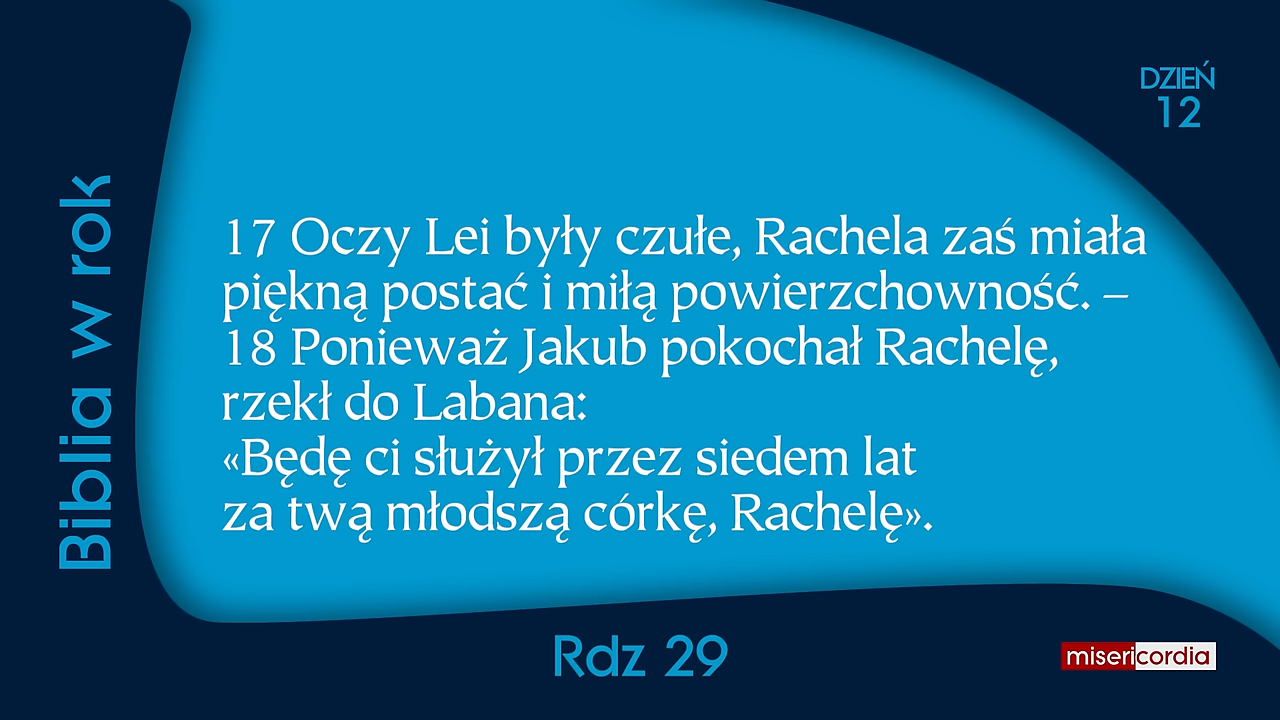 DZIEŃ
12
Biblia w rok
17 Oczy Lei były czułe, Rachela zaś miała
piękną postać i miłą powierzchowność. –
18 Ponieważ Jakub pokochał Rachelę,
rzekł do Labana:
«Będę ci służył przez siedem lat
za twą młodszą córkę, Rachelę».
Rdz 29
misericordia